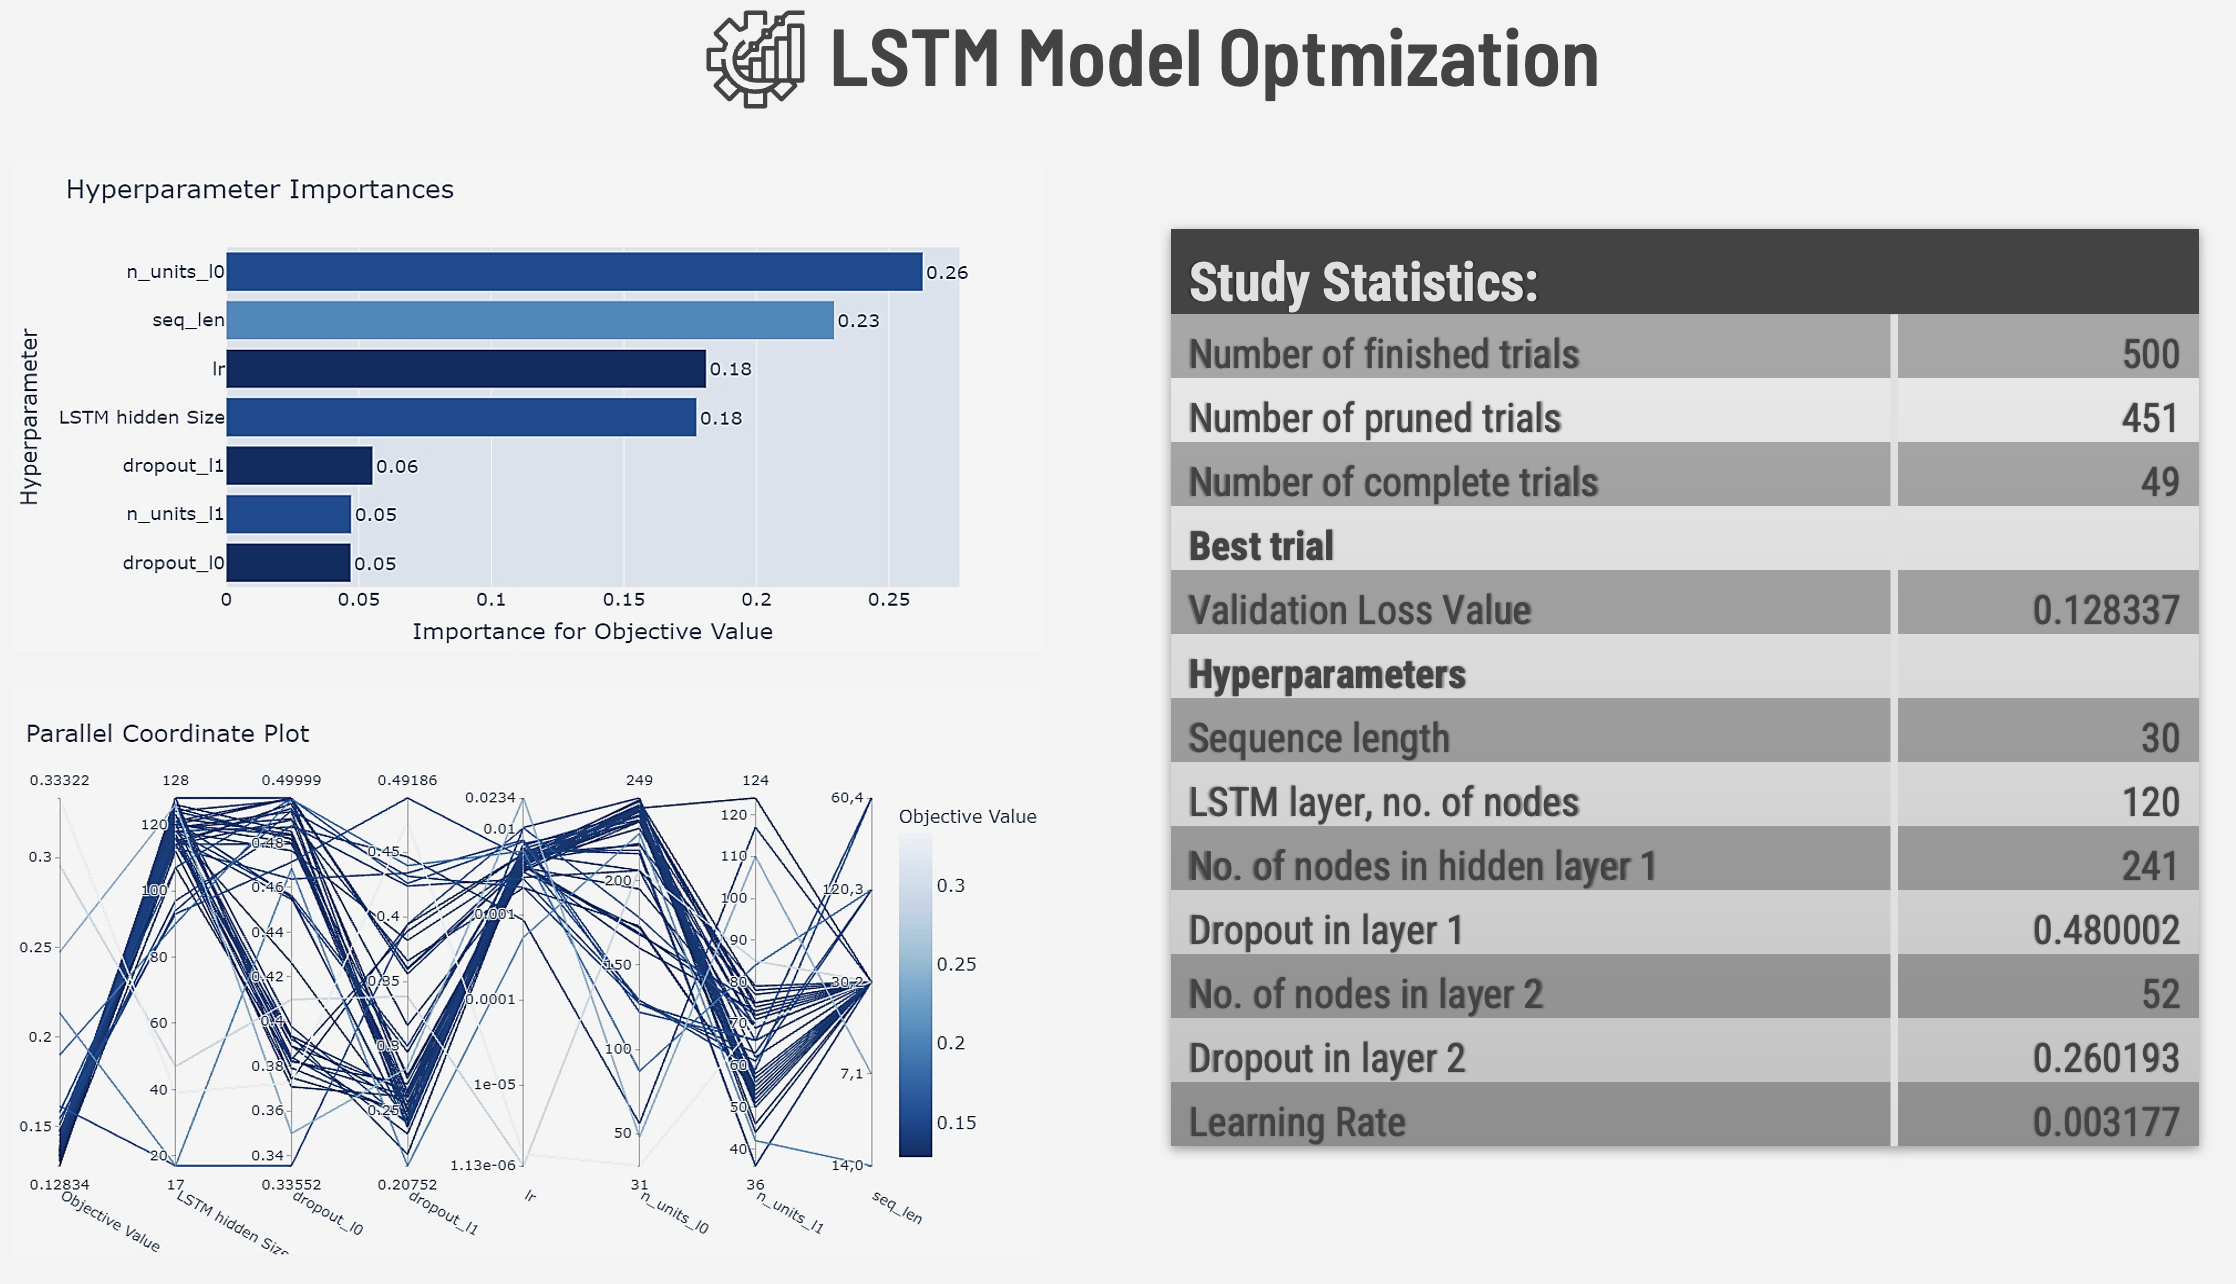 LSTM Model Optmization
Hyperparameter Importances
Hyperparameter
n_units_l0
0.26
seq_len
0.23
lr
0.18
LSTM hidden Size
0.18
dropout_l1
0.06
n_units_l1
0.05
dropout_l0
0.05
0 0.05 0.1 0.15 0.2 0.25
Importance for Objective Value
Parallel Coordinate Plot
0.33322 128 0.49999 0.49186 249 124
0.3
0.25
0.2
0.15
0.12834
Objective Value
120
100
80
60
40
20
17
LSTM hidden Size
0.48
0.46
0.44
0.42
0.4
0.38
0.36
0.34
0.33552
dropout_l0
0.45
0.4
0.35
0.3
0.25
0.20752
dropout_l1
0.0234
0.01
0.001
0.0001
1e-05
1.13e-06
lr
200
150
100
50
31
n_units_l0
120
110
100
90
80
70
60
50
40
36
n_units_l1
60,4
120,3
30,2
7,1
14,0
seq_len
Objective Value
0.3
0.25
0.2
0.15
Study Statistics:
Number of finished trials 500
Number of pruned trials 451
Number of complete trials 49
Best trial
Validation Loss Value 0.128337
Hyperparameters
Sequence length 30
LSTM layer, no. of nodes 120
No. of nodes in hidden layer 1 241
Dropout in layer 1 0.480002
No. of nodes in layer 2 52
Dropout in layer 2 0.260193
Learning Rate 0.003177